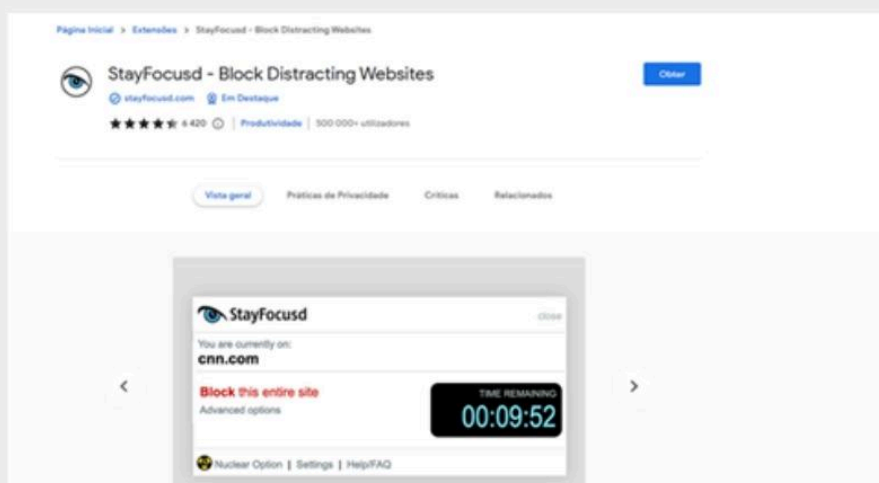 Página Inicial > Extensões > StayFocusd - Block Distracting Websites
StayFocusd - Block Distracting Websites
stayfocusd.com Em Destaque
6 420 | Produtividade | 500 000+ utilizadores
Obter
Vista geral Práticas de Privacidade Críticas Relacionados
StayFocusd close
You are currently on:
cnn.com
Block this entire site
Advanced options
TIME REMAINING
00:09:52
Nuclear Option | Settings | Help/FAQ